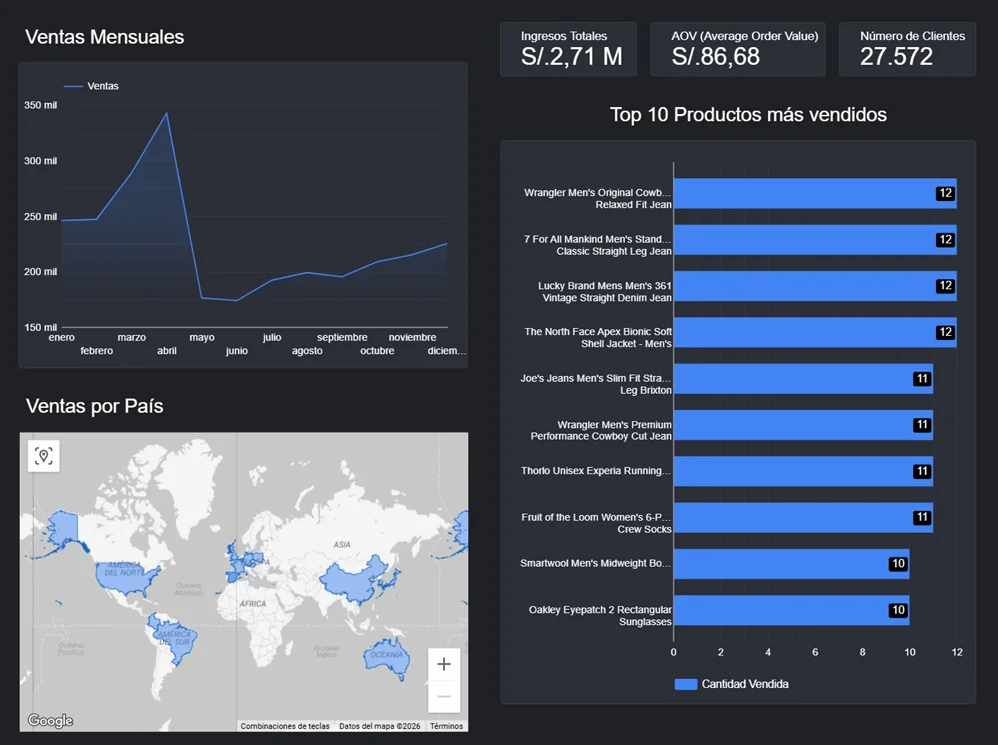 Ventas Mensuales
Ventas
350 mil
300 mil
250 mil
200 mil
150 mil
enero
febrero
marzo
abril
mayo
junio
julio
agosto
septiembre
octubre
noviembre
diciem...
Ventas por País
AMÉRICA
DEL NORTE
Océano
Atlántico
ASIA
ÁFRICA
AMÉRICA
DEL SUR
Océano
Pacífico
Océano
Índico
OCEANÍA
Google
Combinaciones de teclas
Datos del mapa ©2026
Términos
Ingresos Totales
S/.2,71 M
AOV (Average Order Value)
S/.86,68
Número de Clientes
27.572
Top 10 Productos más vendidos
Wrangler Men's Original Cowb...
Relaxed Fit Jean
12
7 For All Mankind Men's Stand...
Classic Straight Leg Jean
12
Lucky Brand Mens Men's 361
Vintage Straight Denim Jean
12
The North Face Apex Bionic Soft
Shell Jacket - Men's
12
Joe's Jeans Men's Slim Fit Stra...
Leg Brixton
11
Wrangler Men's Premium
Performance Cowboy Cut Jean
11
Thorlo Unisex Experia Running...
11
Fruit of the Loom Women's 6-P...
Crew Socks
11
Smartwool Men's Midweight Bo...
10
Oakley Eyepatch 2 Rectangular
Sunglasses
10
0 2 4 6 8 10 12
Cantidad Vendida